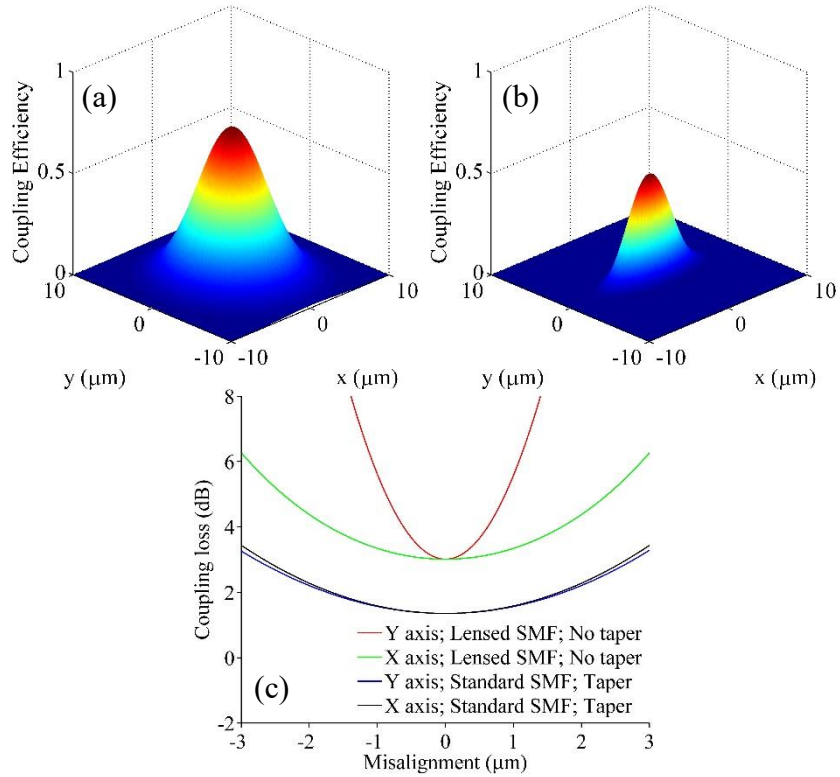 (a)
Coupling Efficiency
1
0.5
0
10
0
-10
y (μm)
-10
0
10
x (μm)
(b)
Coupling Efficiency
1
0.5
0
10
0
-10
y (μm)
-10
0
10
x (μm)
Coupling loss (dB)
8
6
4
2
0
-2
Y axis; Lensed SMF; No taper
X axis; Lensed SMF; No taper
Y axis; Standard SMF; Taper
X axis; Standard SMF; Taper
(c)
-3 -2 -1 0 1 2 3
Misalignment (μm)